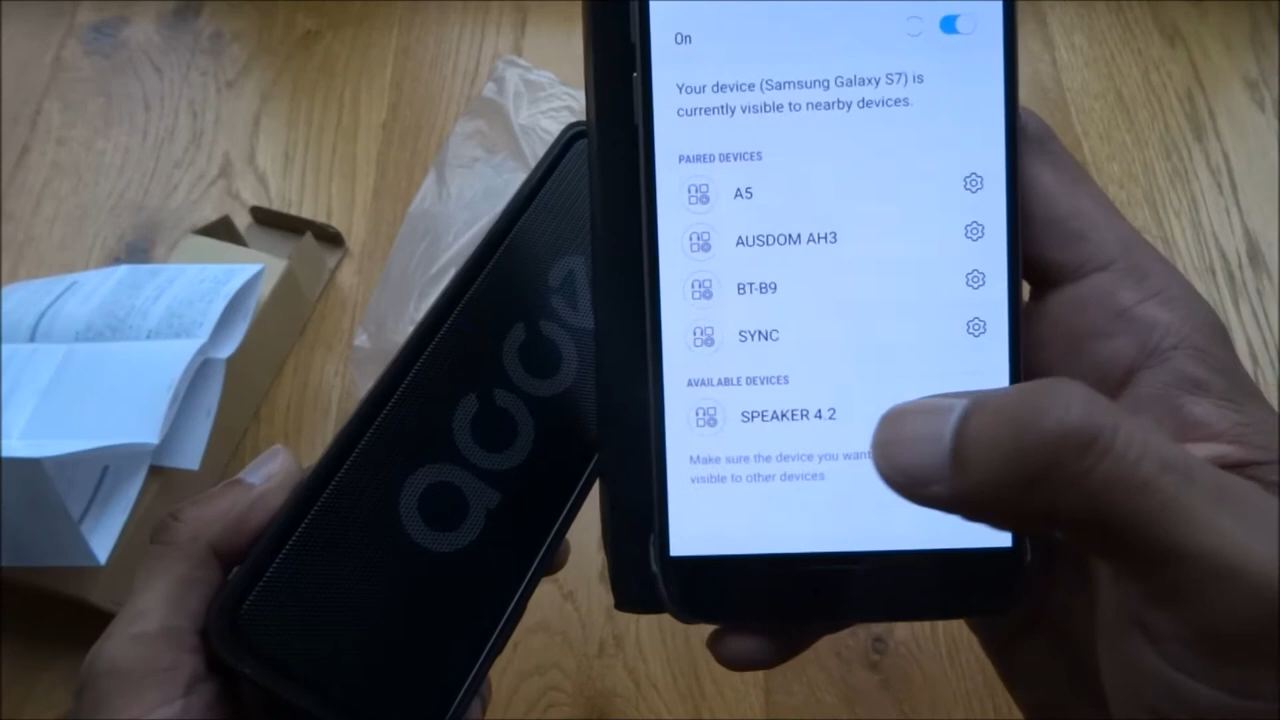 On
Your device (Samsung Galaxy S7) is
currently visible to nearby devices.
PAIRED DEVICES
A5
AUSDOM AH3
BT-B9
SYNC
AVAILABLE DEVICES
SPEAKER 4.2
Make sure the device you want
visible to other devices.